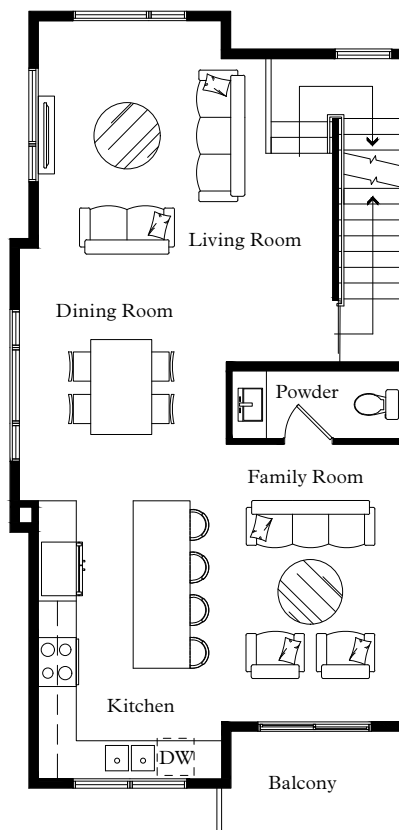 Living Room
Dining Room
Powder
Family Room
Kitchen
DW
Balcony